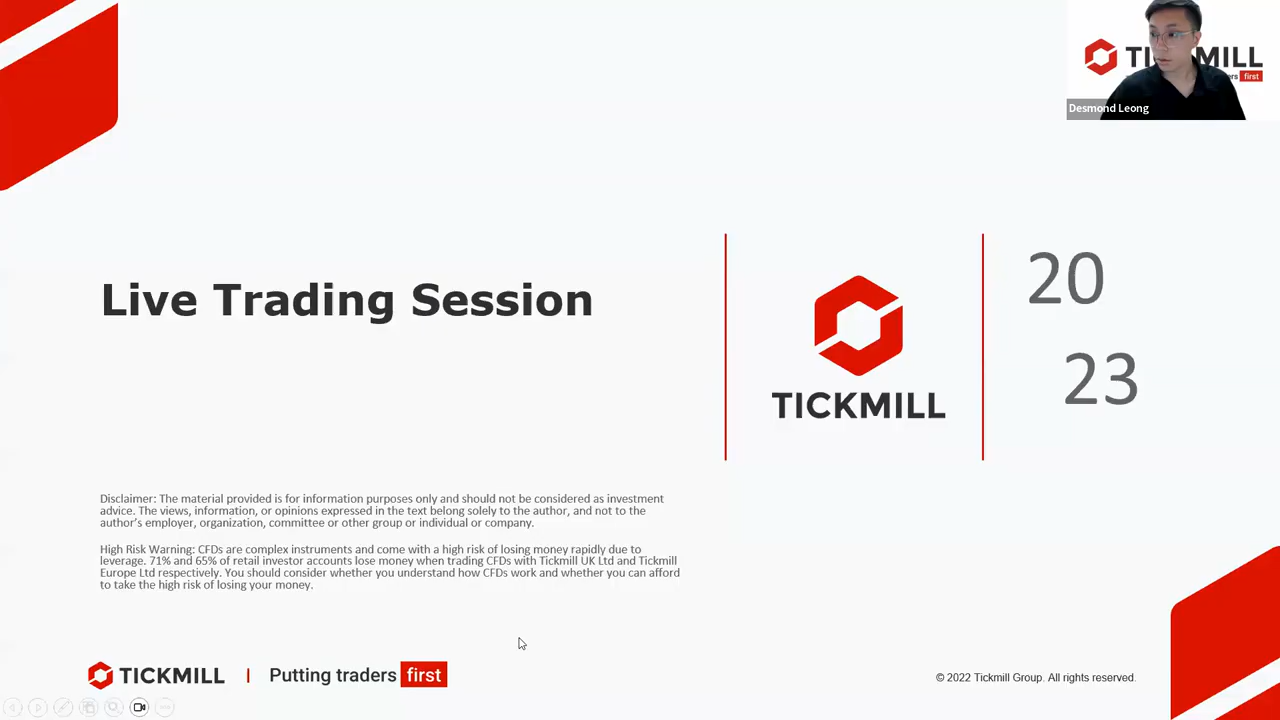 TICKMILL
first
Desmond Leong
Live Trading Session
TICKMILL
20
23
Disclaimer: The material provided is for information purposes only and should not be considered as investment
advice. The views, information, or opinions expressed in the text belong solely to the author, and not to the
author's employer, organization, committee or other group or individual or company.
High Risk Warning: CFDs are complex instruments and come with a high risk of losing money rapidly due to
leverage. 71% and 65% of retail investor accounts lose money when trading CFDs with Tickmill UK Ltd and Tickmill
Europe Ltd respectively. You should consider whether you understand how CFDs work and whether you can afford
to take the high risk of losing your money.
TICKMILL | Putting traders first
© 2022 Tickmill Group. All rights reserved.